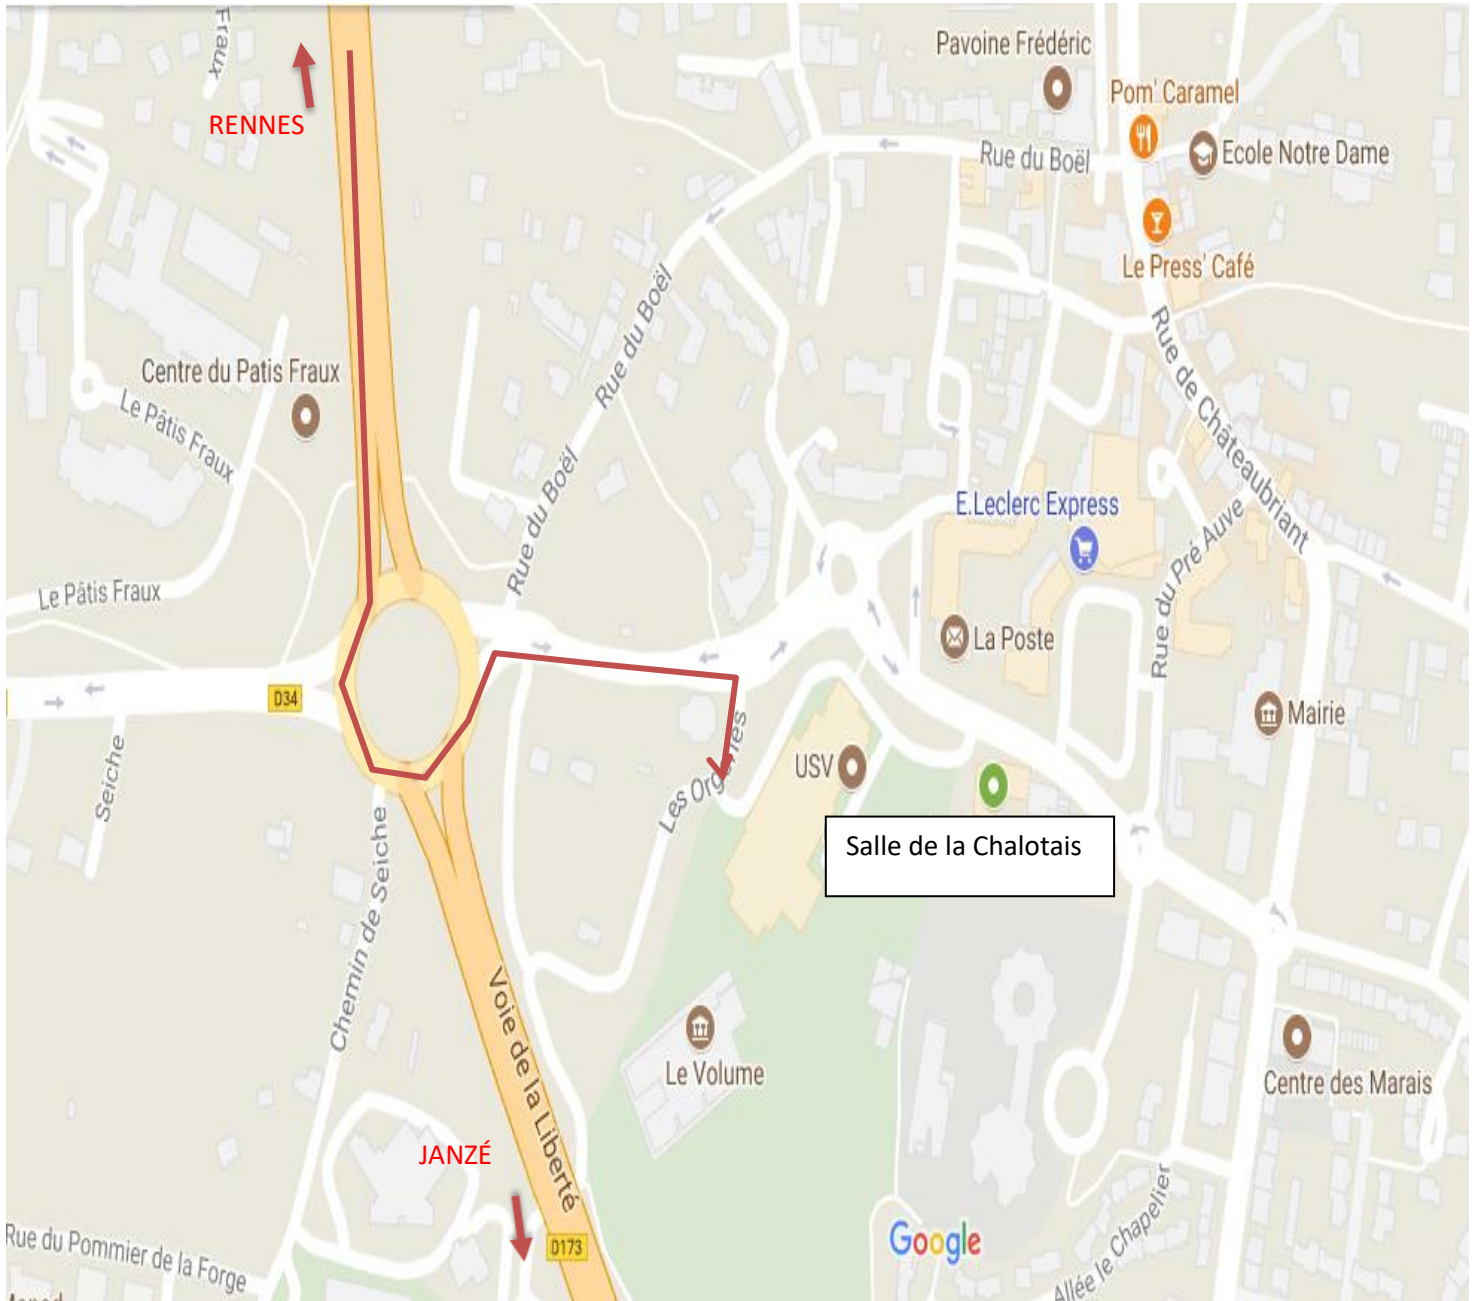 Fraux
RENNES
Pavoine Frédéric
Pom' Caramel
Rue du Boël
Ecole Notre Dame
Le Press' Café
Rue du Boël
Rue de Châteaubriant
Centre du Patis Fraux
Le Pâtis Fraux
Rue du Boël
E.Leclerc Express
Rue du Pré Auve
Le Pâtis Fraux
La Poste
D34
Mairie
Seiche
USV
Les
Salle de la Chalotais
Chemin de Seiche
Voie de la Liberté
Le Volume
Centre des Marais
JANZÉ
Allée le Chapelier
Rue du Pommier de la Forge
D173
Google